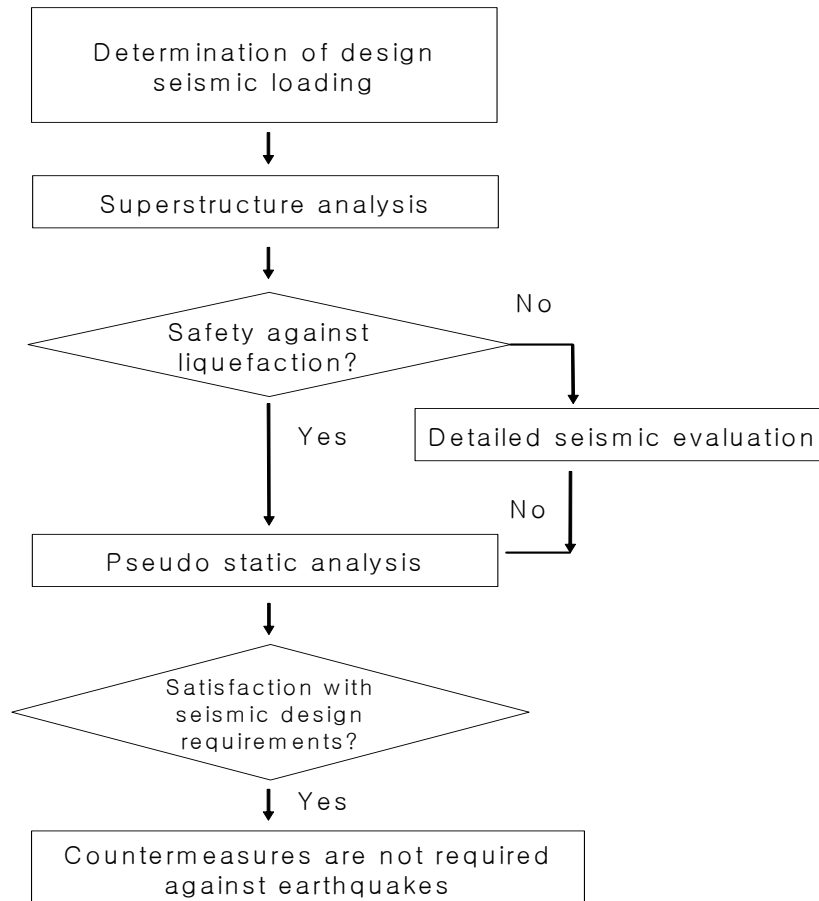 Determination of design
seismic loading
Superstructure analysis
No
Safety against
liquefaction?
Yes
Detailed seismic evaluation
No
Pseudo static analysis
Satisfaction with
seismic design
requirements?
Yes
Countermeasures are not required
against earthquakes